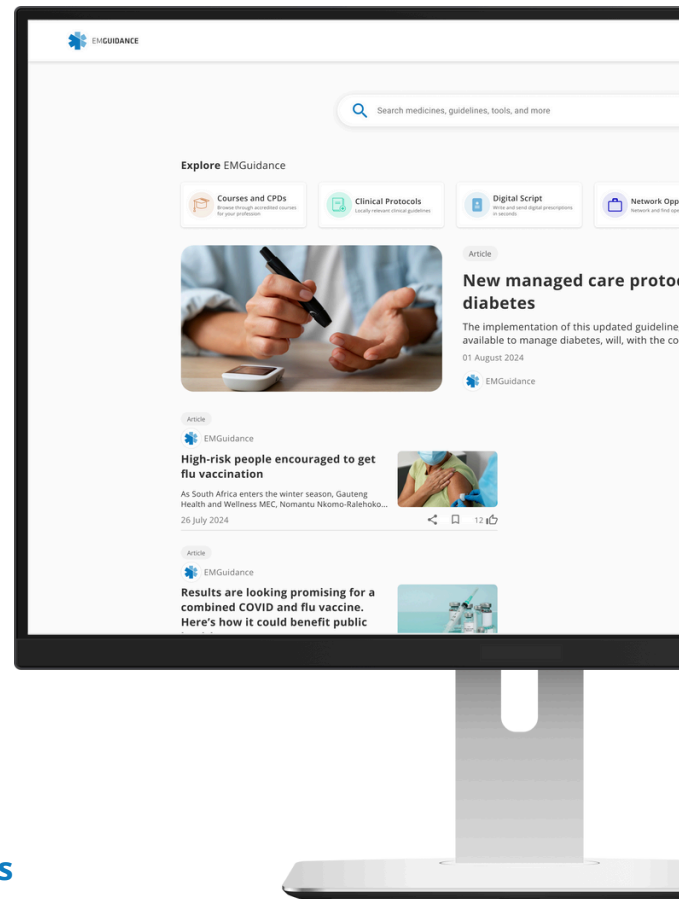 EMGUIDANCE
Search medicines, guidelines, tools, and more
Explore EMGuidance
Courses and CPDs
Browse through accredited courses
for your profession
Clinical Protocols
Locally relevant clinical guidelines
Digital Script
Write and send digital prescriptions
in seconds
Network Opp
Network and find ope
Article
New managed care protoc
diabetes
The implementation of this updated guideline,
available to manage diabetes, will, with the co
01 August 2024
EMGuidance
Article
EMGuidance
High-risk people encouraged to get
flu vaccination
As South Africa enters the winter season, Gauteng
Health and Wellness MEC, Nomantu Nkomo-Ralehoko...
26 July 2024
12
Article
EMGuidance
Results are looking promising for a
combined COVID and flu vaccine.
Here's how it could benefit public
s